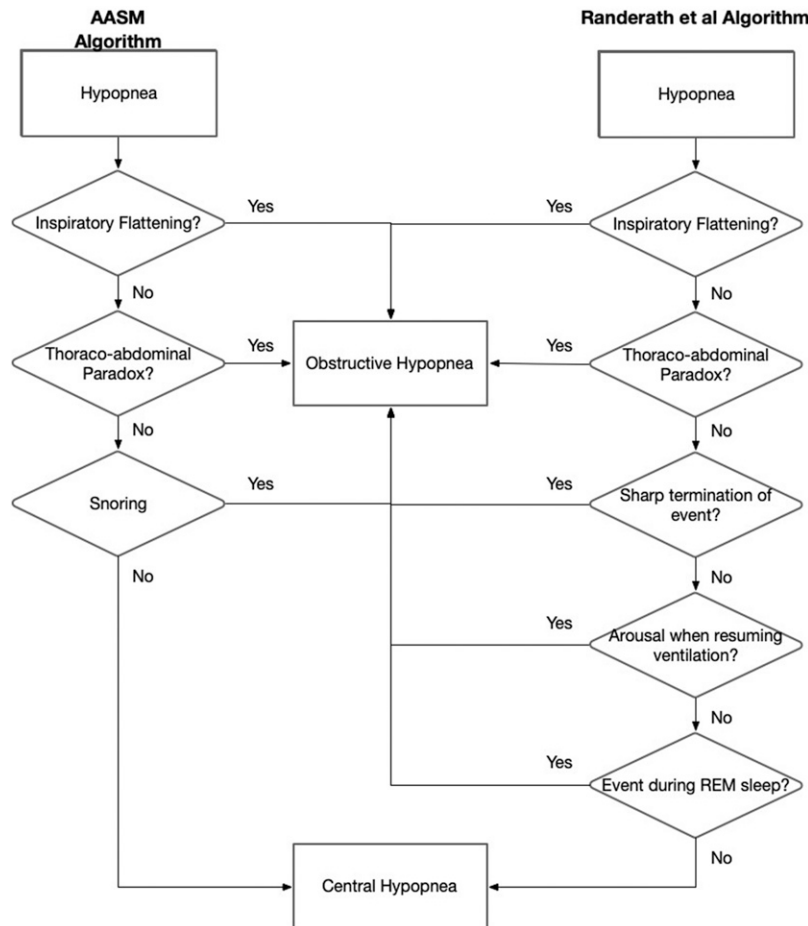 AASM
Algorithm
Randerath et al Algorithm
Hypopnea
Hypopnea
Inspiratory Flattening?
Yes
Yes
Inspiratory Flattening?
No
No
Thoraco-abdominal
Paradox?
Yes
Obstructive Hypopnea
Yes
Thoraco-abdominal
Paradox?
No
No
Snoring
Yes
Yes
Sharp termination of
event?
No
No
Yes
Arousal when resuming
ventilation?
No
Yes
Event during REM sleep?
No
Central Hypopnea